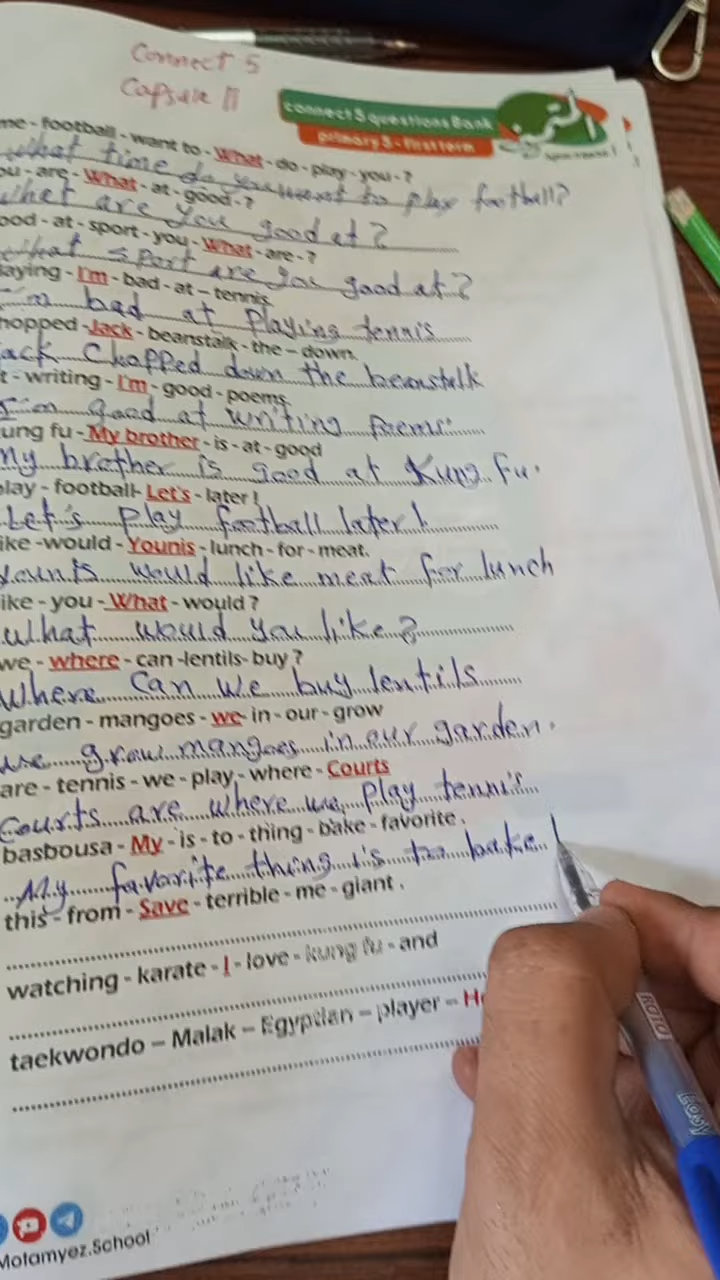 Connect 5
Capsule 11
connect 5 questions Bank
primary 5 - first term
المتميز
me - football - want to - What - do - play - you - ?
What time do you want to play football?
ou - are - What - at - good - ?
What are you good at?
ood - at - sport - you - What - are - ?
What sport are you good at?
laying - I'm - bad - at - tennis
I'm bad at Playing tennis
hopped - Jack - beanstalk - the - down.
Jack Chopped down the beanstalk
t - writing - I'm - good - poems.
I'm good at writing Poems.
ung fu - My brother - is - at - good
My brother is good at Kung Fu.
lay - football - Let's - later !
Let's play football later!
ike - would - Younis - lunch - for - meat.
Younis would like meat for lunch
ike - you - What - would ?
What would you like?
we - where - can - lentils - buy ?
Where Can we buy lentils
garden - mangoes - we - in - our - grow
We grow mangoes in our garden.
are - tennis - we - play - where - Courts
Courts are where we play tennis
basbousa - My - is - to - thing - bake - favorite .
My favorite thing is to bake
this - from - Save - terrible - me - giant .
watching - karate - I - love - kung fu - and
taekwondo – Malak – Egyptian – player – H
Motamyez.School